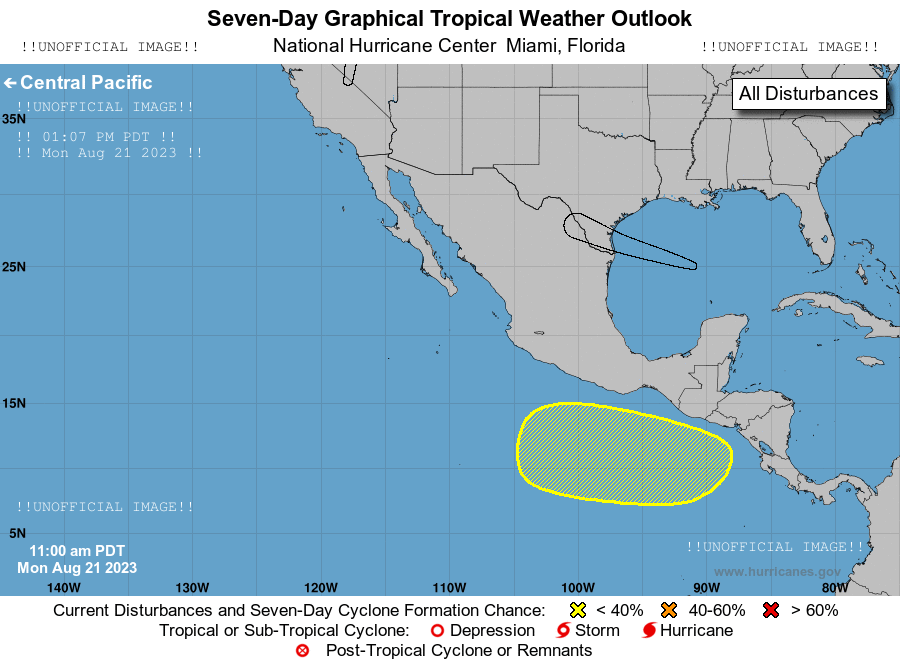 Seven-Day Graphical Tropical Weather Outlook
!!UNOFFICIAL IMAGE!! National Hurricane Center Miami, Florida !!UNOFFICIAL IMAGE!!
← Central Pacific
All Disturbances
!!UNOFFICIAL IMAGE!!
35N
!! 01:07 PM PDT !!
!! Mon Aug 21 2023 !!
25N
15N
!!UNOFFICIAL IMAGE!!
5N
11:00 am PDT
!!UNOFFICIAL IMAGE!!
Mon Aug 21 2023
www.hurricanes.gov
140W 130W 120W 110W 100W 90W 80W
Current Disturbances and Seven-Day Cyclone Formation Chance: < 40% 40-60% > 60%
Tropical or Sub-Tropical Cyclone: Depression Storm Hurricane
Post-Tropical Cyclone or Remnants